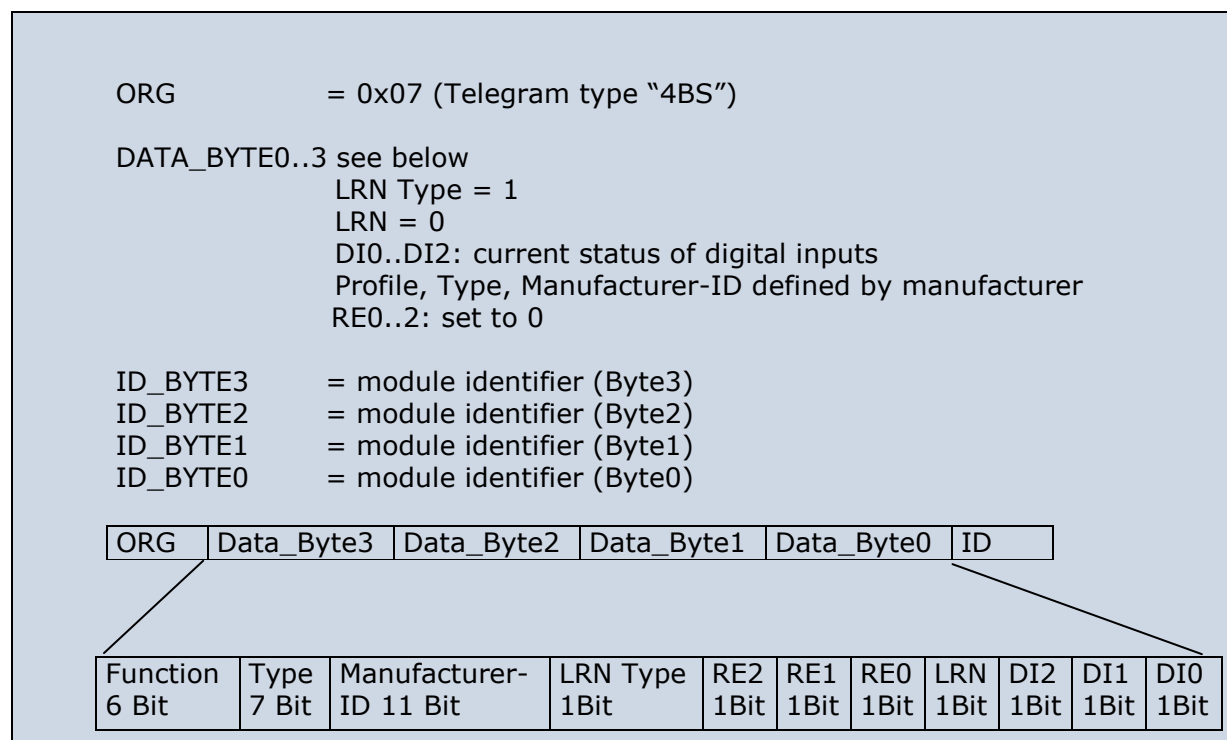 ORG = 0x07 (Telegram type “4BS”)
DATA_BYTE0..3 see below
LRN Type = 1
LRN = 0
DI0..DI2: current status of digital inputs
Profile, Type, Manufacturer-ID defined by manufacturer
RE0..2: set to 0
ID_BYTE3 = module identifier (Byte3)
ID_BYTE2 = module identifier (Byte2)
ID_BYTE1 = module identifier (Byte1)
ID_BYTE0 = module identifier (Byte0)
ORG Data_Byte3 Data_Byte2 Data_Byte1 Data_Byte0 ID
Function Type Manufacturer- LRN Type RE2 RE1 RE0 LRN DI2 DI1 DI0
6 Bit 7 Bit ID 11 Bit 1Bit 1Bit 1Bit 1Bit 1Bit 1Bit 1Bit 1Bit